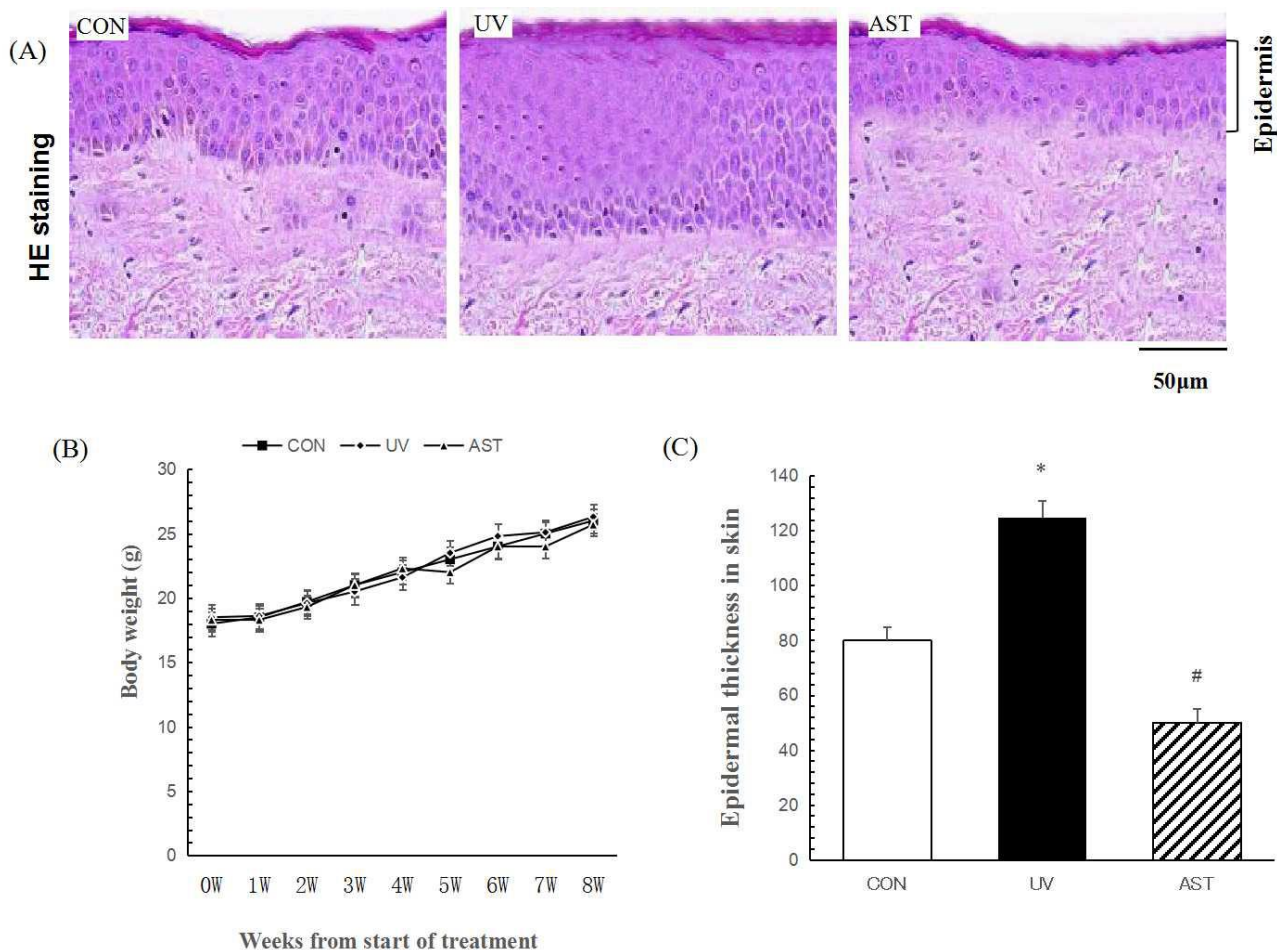 (A)
CON
UV
AST
HE staining
Epidermis
50μm
(B)
CON UV AST
Body weight (g)
30
25
20
15
10
5
0
0W 1W 2W 3W 4W 5W 6W 7W 8W
Weeks from start of treatment
(C)
Epidermal thickness in skin
140
120
100
80
60
40
20
0
*
#
CON UV AST